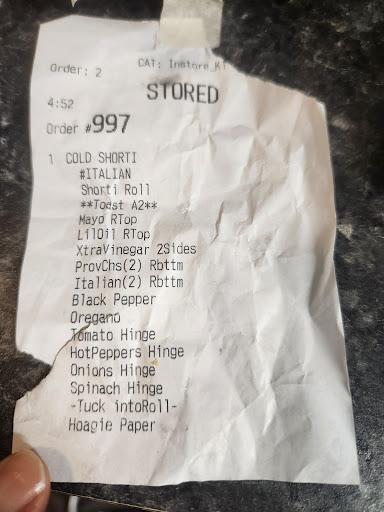 Order: 2 CAT: Instore_K1
STORED
4:52
Order #997
1 COLD SHORTI
#ITALIAN
Shorti Roll
**Toast A2**
Mayo RTop
LilOil RTop
XtraVinegar 2Sides
ProvChs(2) Rbttm
Italian(2) Rbttm
Black Pepper
Oregano
Tomato Hinge
HotPeppers Hinge
Onions Hinge
Spinach Hinge
-Tuck intoRoll-
Hoagie Paper